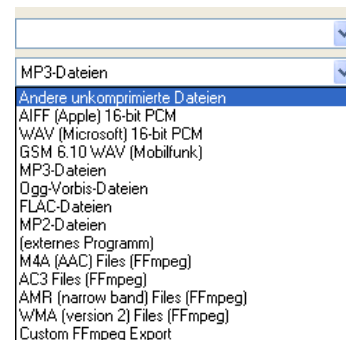 MP3-Dateien
Andere unkomprimierte Dateien
AIFF (Apple) 16-bit PCM
WAV (Microsoft) 16-bit PCM
GSM 6.10 WAV (Mobilfunk)
MP3-Dateien
Ogg-Vorbis-Dateien
FLAC-Dateien
MP2-Dateien
(externes Programm)
M4A (AAC) Files (FFmpeg)
AC3 Files (FFmpeg)
AMR (narrow band) Files (FFmpeg)
WMA (version 2) Files (FFmpeg)
Custom FFmpeg Export